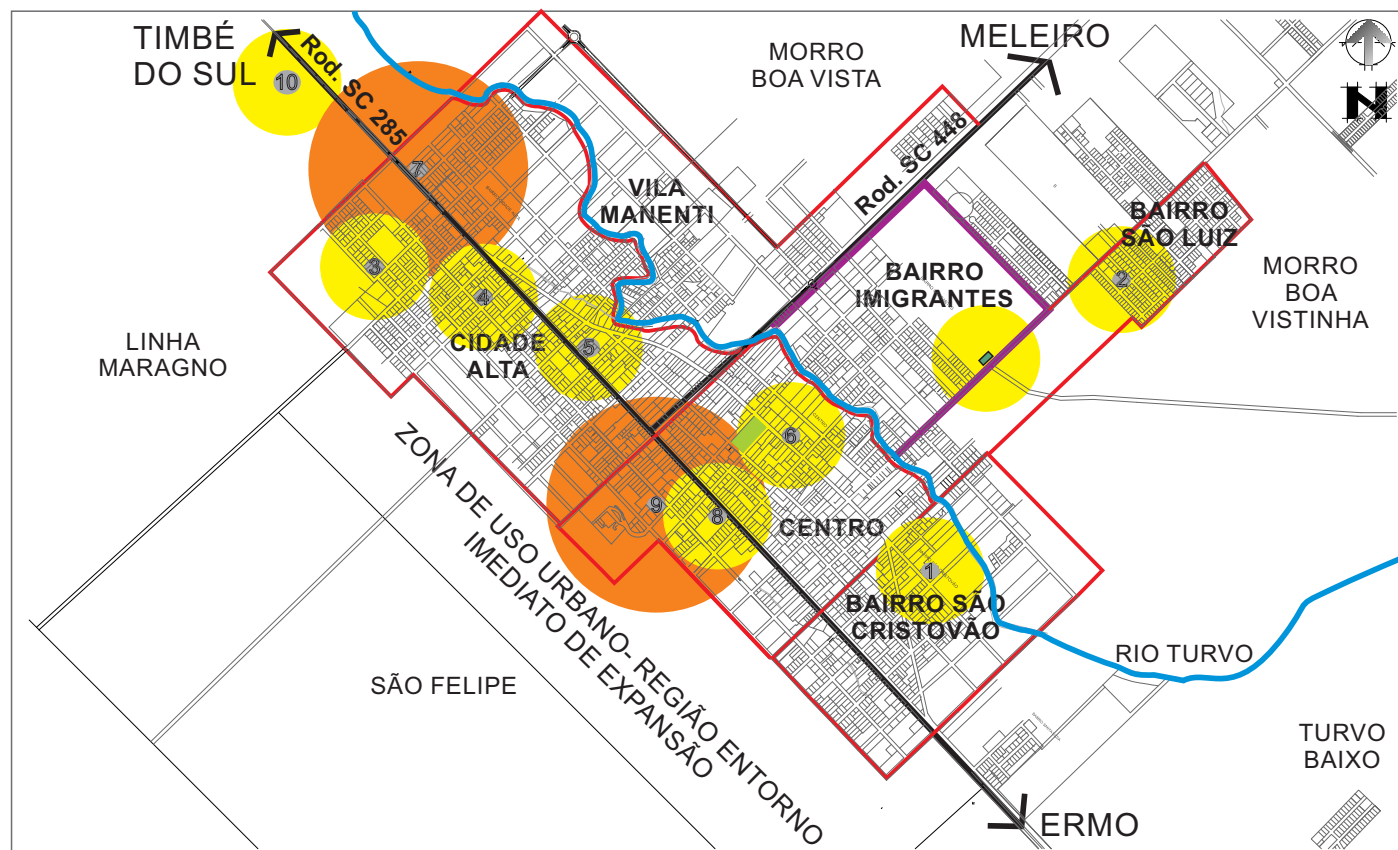 TIMBÉ
DO SUL
Rod. SC 285
MORRO
BOA VISTA
MELEIRO
N
10
7
Rod. SC 448
VILA
MANENTI
BAIRRO
SÃO LUIZ
3
4
5
2
BAIRRO
IMIGRANTES
MORRO
BOA
VISTINHA
LINHA
MARAGNO
CIDADE
ALTA
6
9
8
CENTRO
1
BAIRRO SÃO
CRISTOVÃO
ZONA DE USO URBANO- REGIÃO ENTORNO
IMEDIATO DE EXPANSÃO
SÃO FELIPE
RIO TURVO
TURVO
BAIXO
ERMO